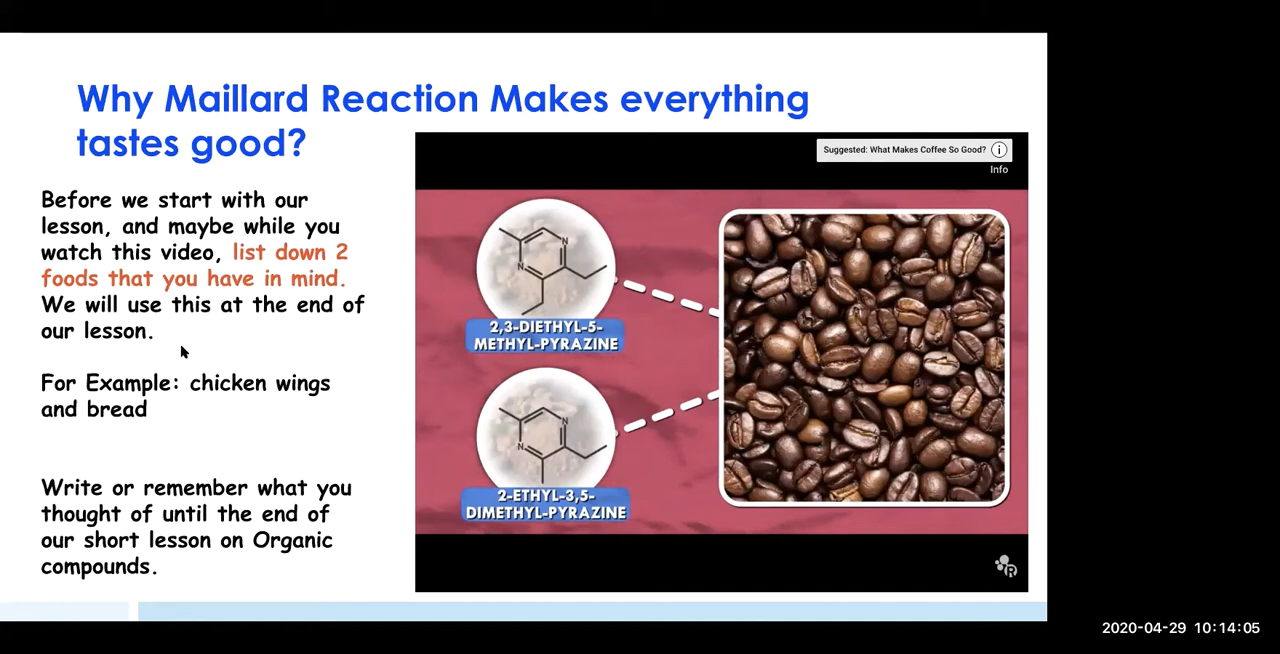 Why Maillard Reaction Makes everything
tastes good?
Before we start with our
lesson, and maybe while you
watch this video, list down 2
foods that you have in mind.
We will use this at the end of
our lesson.
For Example: chicken wings
and bread
Write or remember what you
thought of until the end of
our short lesson on Organic
compounds.
Suggested: What Makes Coffee So Good?
i
Info
N
N
2,3-DIETHYL-5-
METHYL-PYRAZINE
N
N
2-ETHYL-3,5-
DIMETHYL-PYRAZINE
R
2020-04-29 10:14:05